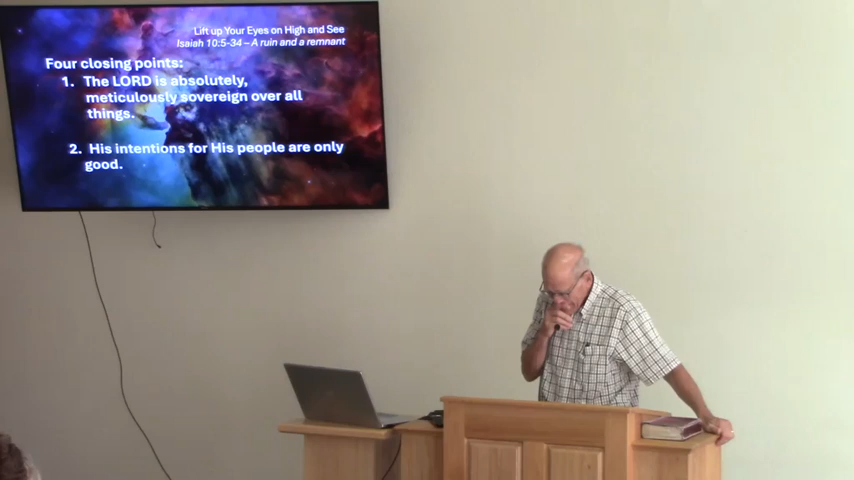 Lift up Your Eyes on High and See
Isaiah 10:5-34 – A ruin and a remnant
Four closing points:
1. The LORD is absolutely,
meticulously sovereign over all
things.
2. His intentions for His people are only
good.